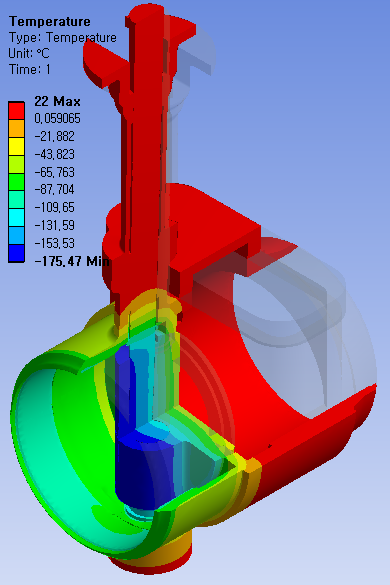 Temperature
Type: Temperature
Unit: °C
Time: 1
22 Max
0,059065
-21,882
-43,823
-65,763
-87,704
-109,65
-131,59
-153,53
-175,47 Min